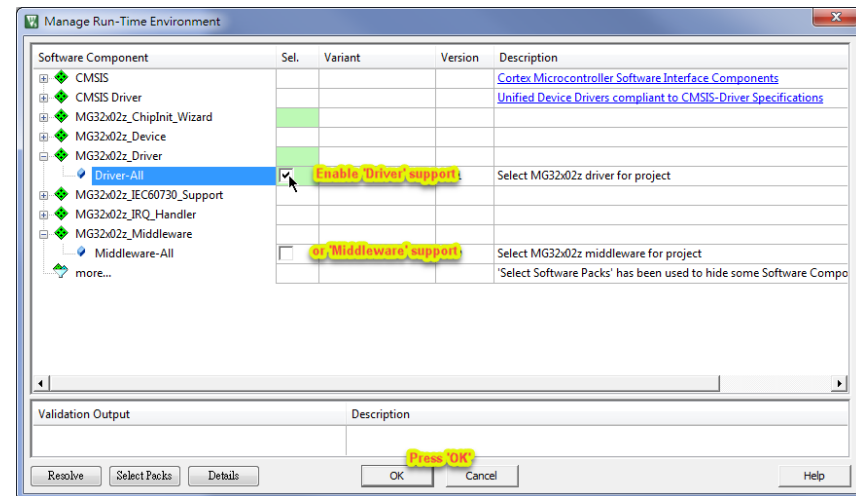 Manage Run-Time Environment
Software Component Sel. Variant Version Description
CMSIS Cortex Microcontroller Software Interface Components
CMSIS Driver Unified Device Drivers compliant to CMSIS-Driver Specifications
MG32x02z_ChipInit_Wizard
MG32x02z_Device
MG32x02z_Driver
Driver-All Enable 'Driver' support Select MG32x02z driver for project
MG32x02z_IEC60730_Support
MG32x02z_IRQ_Handler
MG32x02z_Middleware
Middleware-All or 'Middleware' support Select MG32x02z middleware for project
more... 'Select Software Packs' has been used to hide some Software Compo
Validation Output Description
Press 'OK'
Resolve Select Packs Details OK Cancel Help